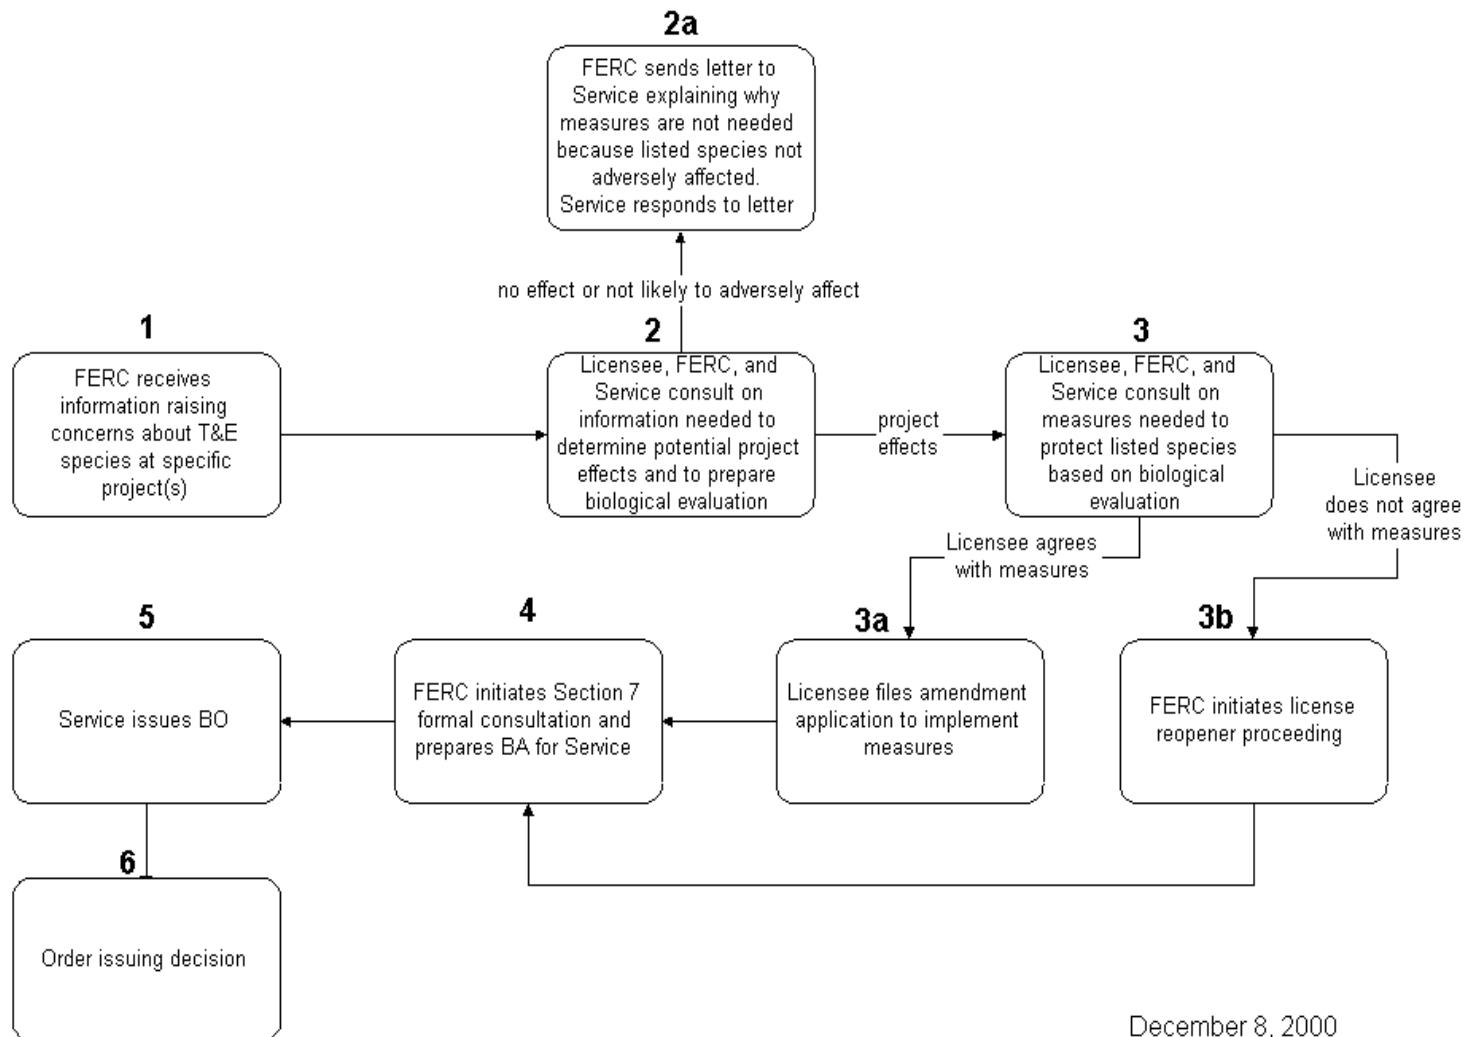 2a
FERC sends letter to
Service explaining why
measures are not needed
because listed species not
adversely affected.
Service responds to letter
no effect or not likely to adversely affect
1
FERC receives
information raising
concerns about T&E
species at specific
project(s)
2
Licensee, FERC, and
Service consult on
information needed to
determine potential project
effects and to prepare
biological evaluation
project
effects
3
Licensee, FERC, and
Service consult on
measures needed to
protect listed species
based on biological
evaluation
Licensee
does not agree
with measures
Licensee agrees
with measures
5
Service issues BO
4
FERC initiates Section 7
formal consultation and
prepares BA for Service
3a
Licensee files amendment
application to implement
measures
3b
FERC initiates license
reopener proceeding
6
Order issuing decision
December 8, 2000